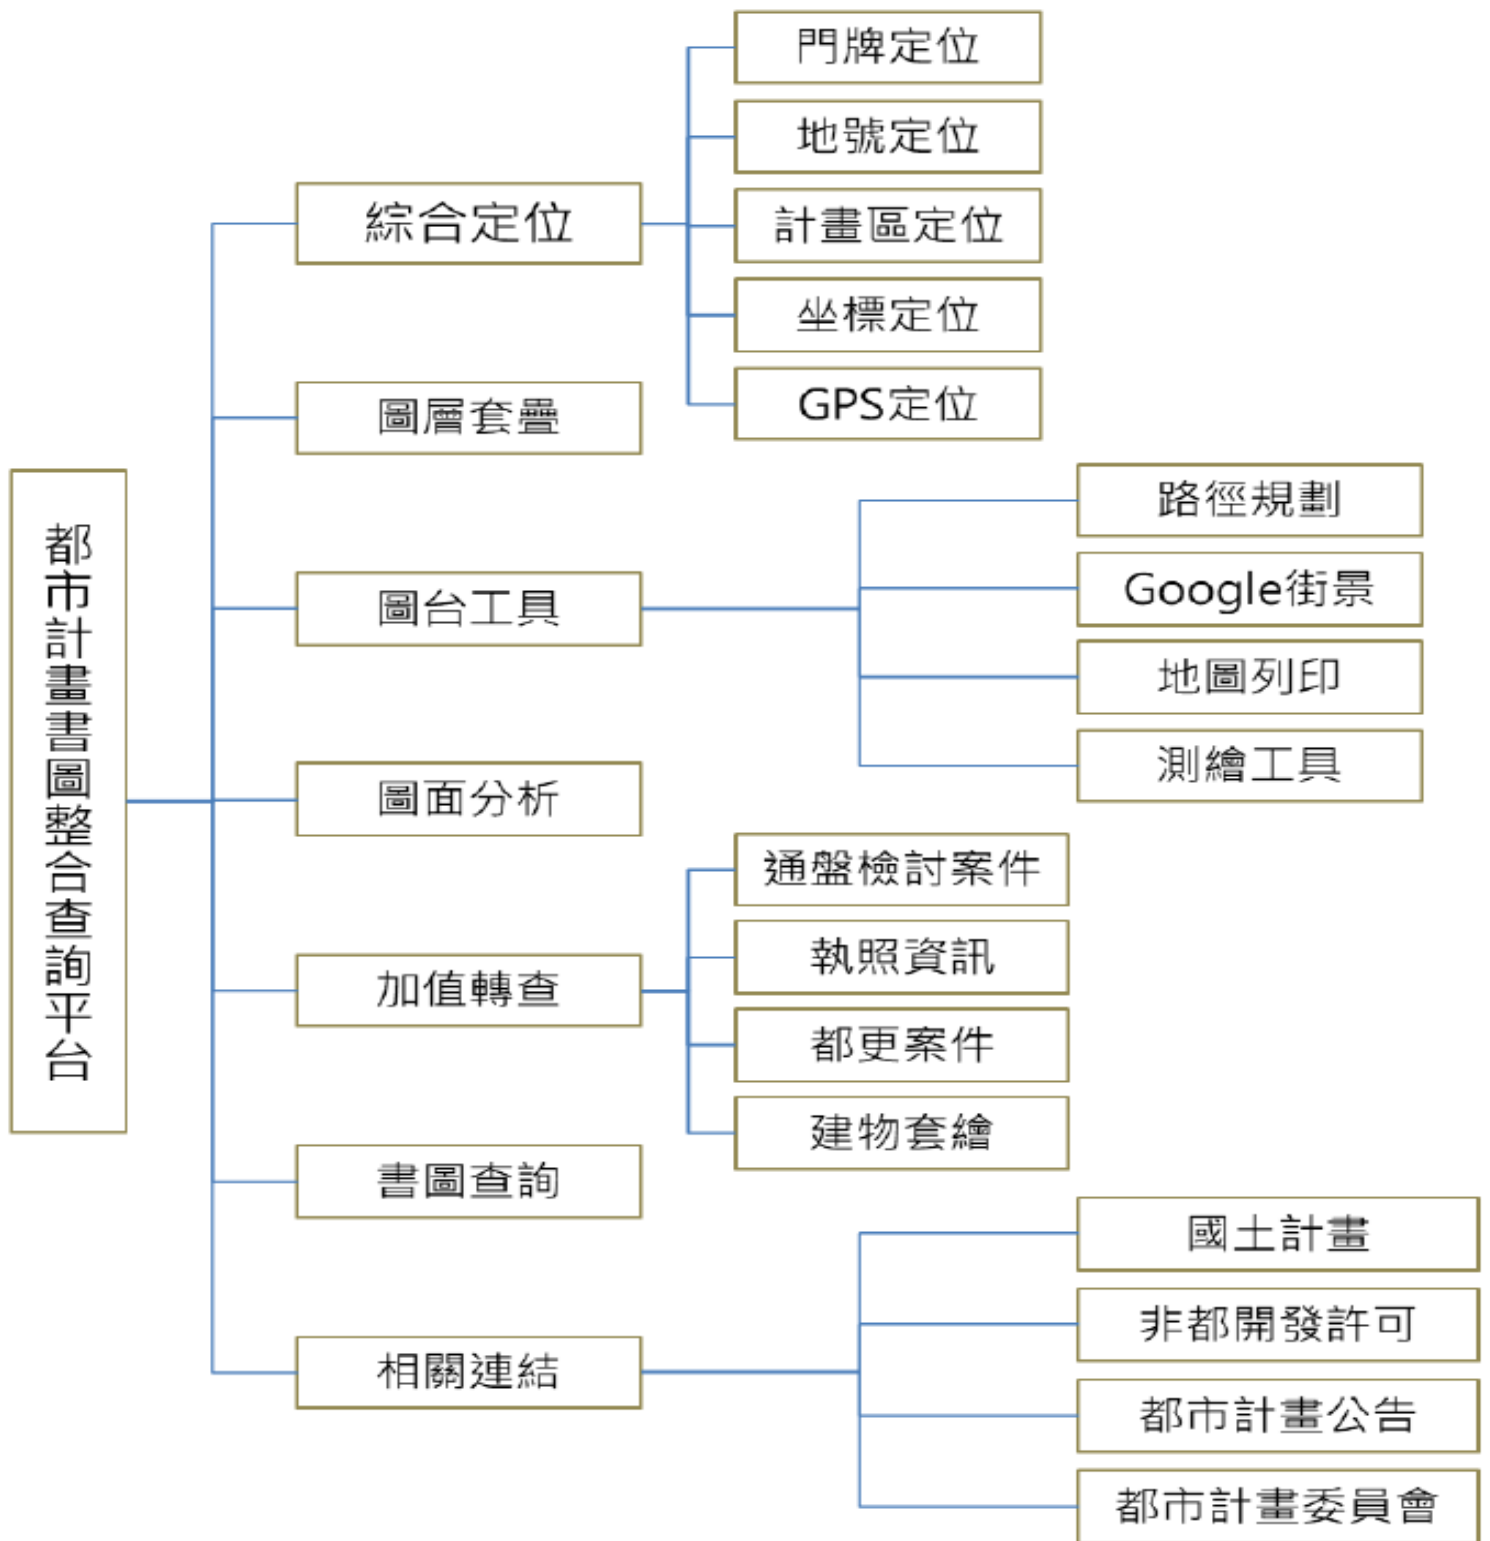 都市計畫書圖整合查詢平台
綜合定位
門牌定位
地號定位
計畫區定位
坐標定位
GPS定位
圖層套疊
圖台工具
路徑規劃
Google街景
地圖列印
測繪工具
圖面分析
加值轉查
通盤檢討案件
執照資訊
都更案件
建物套繪
書圖查詢
相關連結
國土計畫
非都開發許可
都市計畫公告
都市計畫委員會